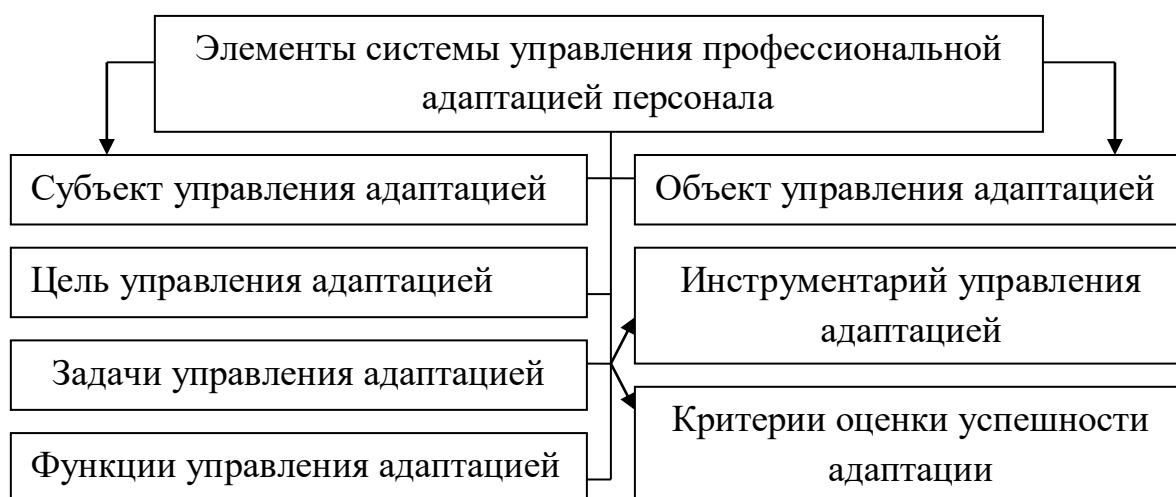 Элементы системы управления профессиональной
адаптацией персонала
Субъект управления адаптацией
Объект управления адаптацией
Цель управления адаптацией
Инструментарий управления
адаптацией
Задачи управления адаптацией
Критерии оценки успешности
адаптации
Функции управления адаптацией